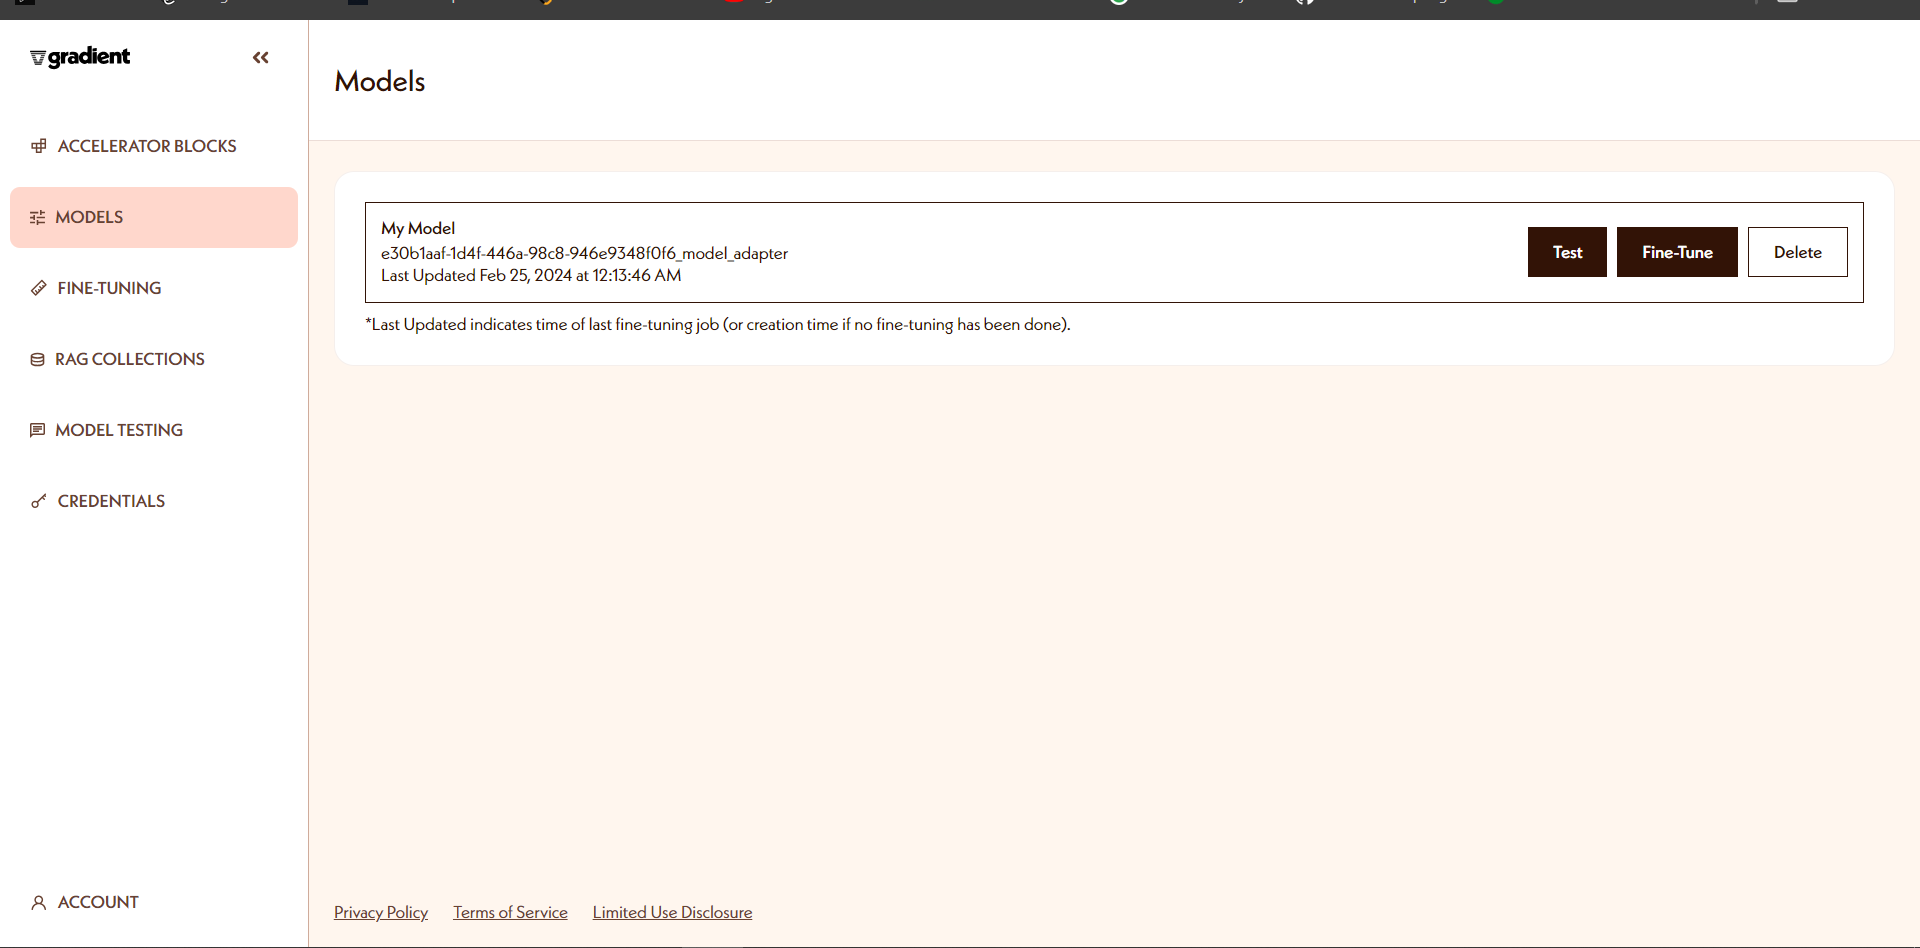 gradient
ACCELERATOR BLOCKS
MODELS
FINE-TUNING
RAG COLLECTIONS
MODEL TESTING
CREDENTIALS
ACCOUNT
Models
My Model
e30b1aaf-1d4f-446a-98c8-946e9348f0f6_model_adapter
Last Updated Feb 25, 2024 at 12:13:46 AM
Test
Fine-Tune
Delete
*Last Updated indicates time of last fine-tuning job (or creation time if no fine-tuning has been done).
Privacy Policy
Terms of Service
Limited Use Disclosure